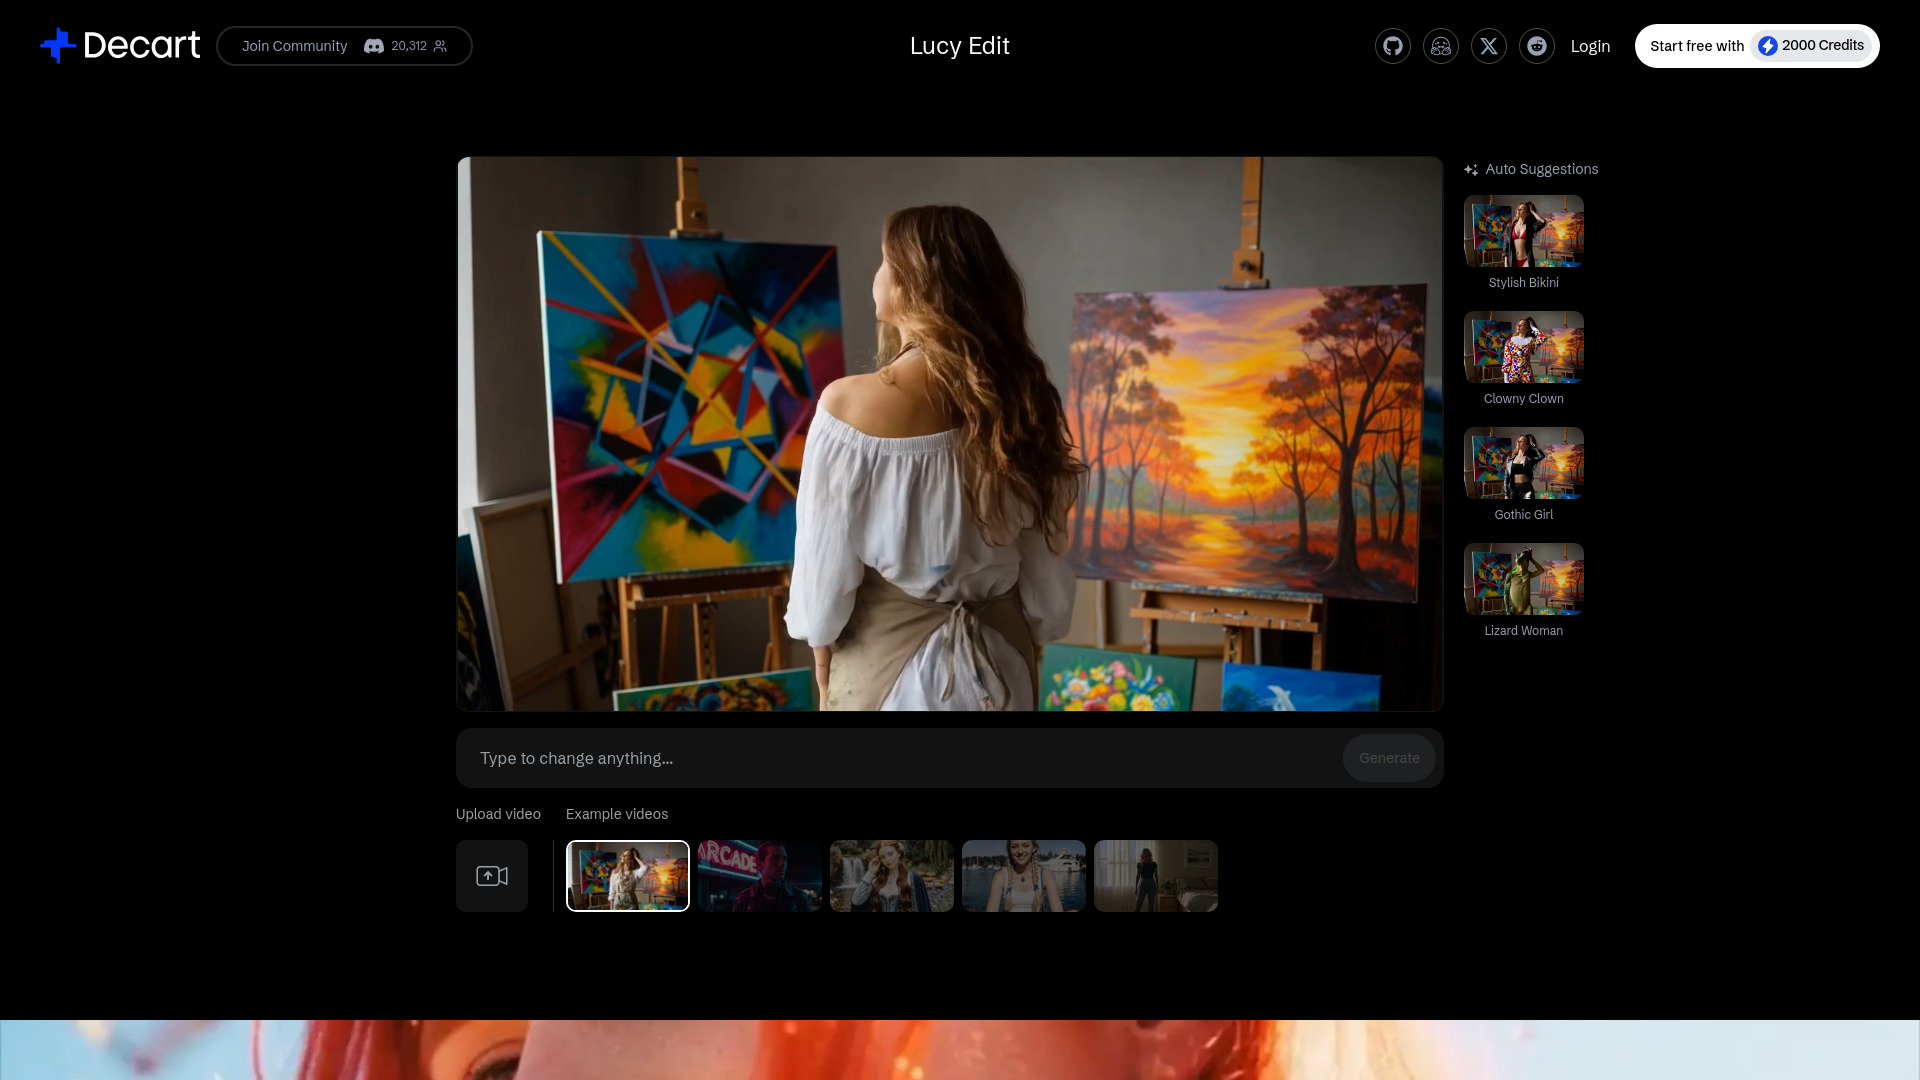 Decart
Join Community
20,312
Lucy Edit
Login
Start free with
2000 Credits
Auto Suggestions
Stylish Bikini
Clowny Clown
Gothic Girl
Lizard Woman
Type to change anything...
Generate
Upload video
Example videos
ARCADE